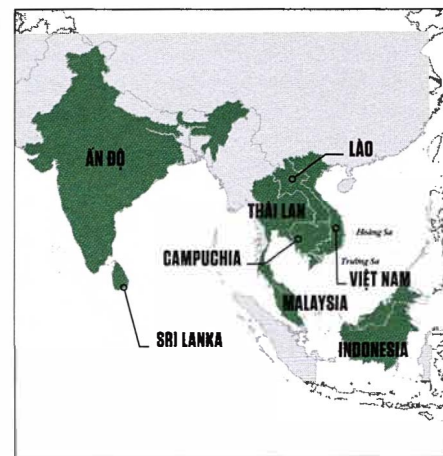 LÀO
ẤN ĐỘ
THÁI LAN
Hoàng Sa
CAMPUCHIA
Trường Sa
VIỆT NAM
MALAYSIA
SRI LANKA
INDONESIA